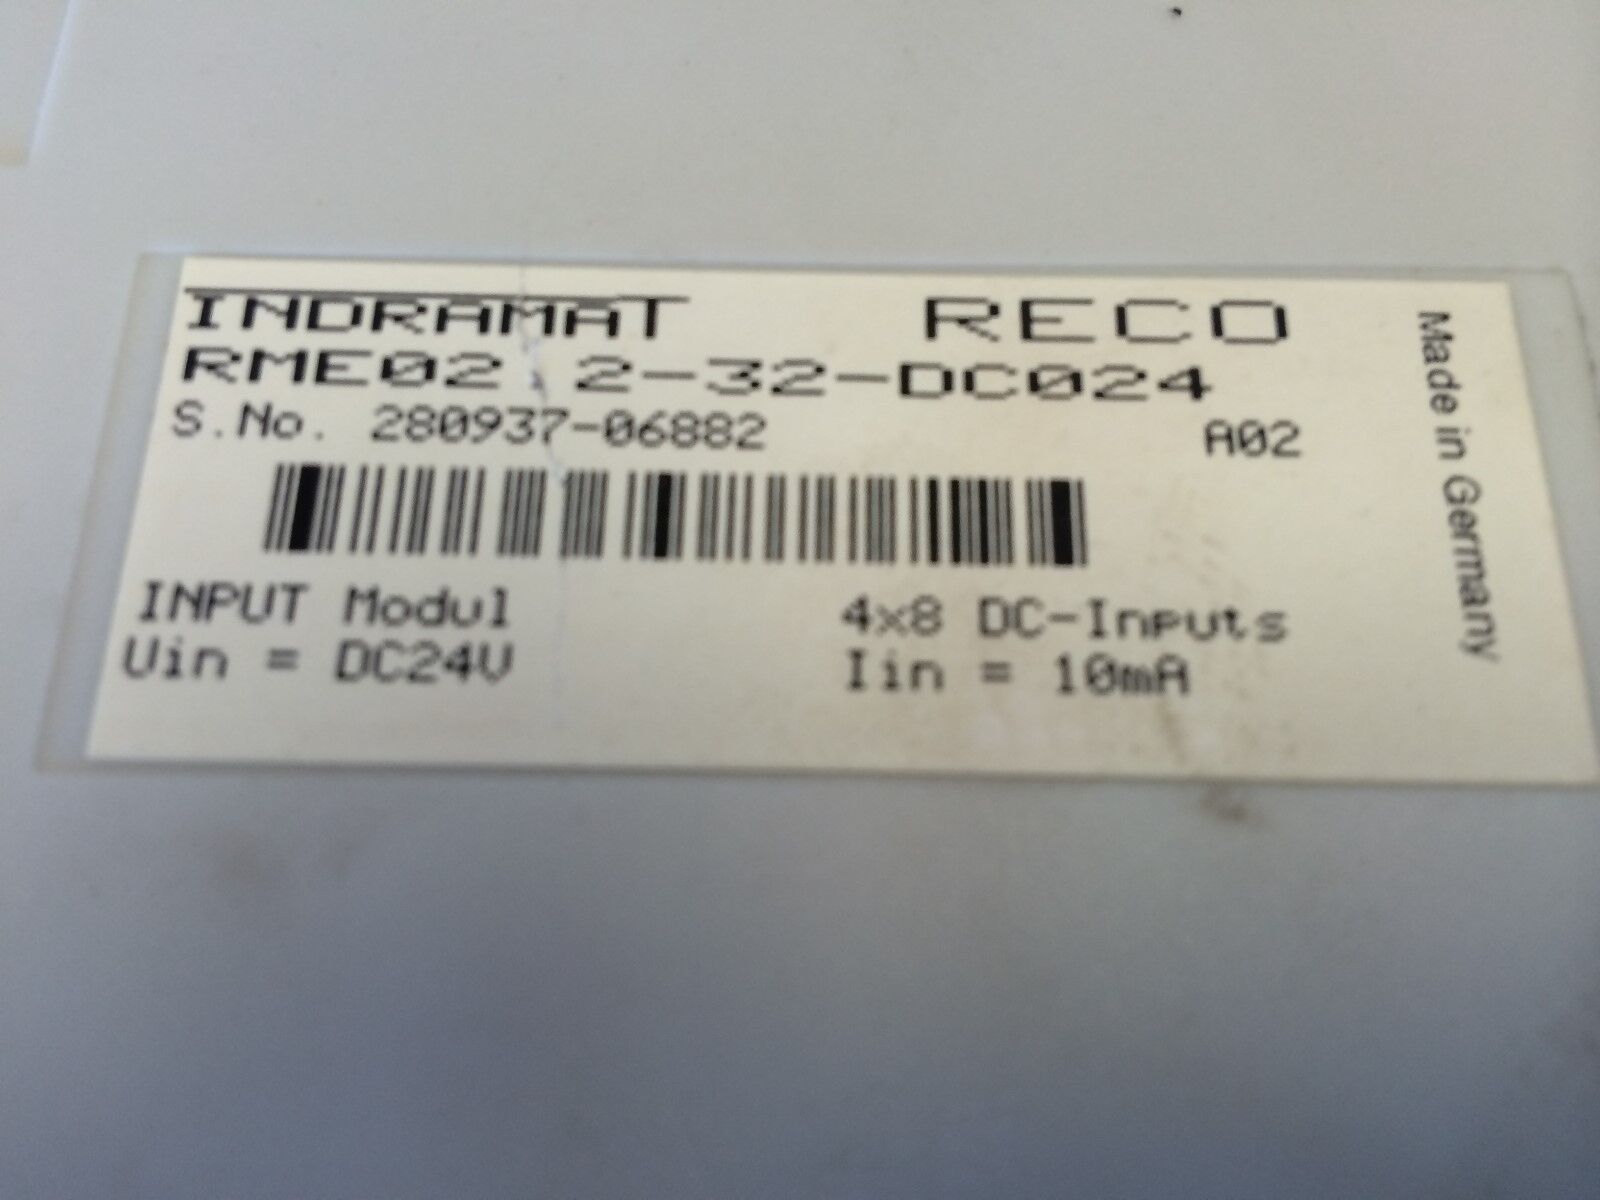 INDRAMAT RECO
RME02.2-32-DC024
S.No. 280937-06882 A02
INPUT Modul 4x8 DC-Inputs
Uin = DC24V Iin = 10mA
Made in Germany